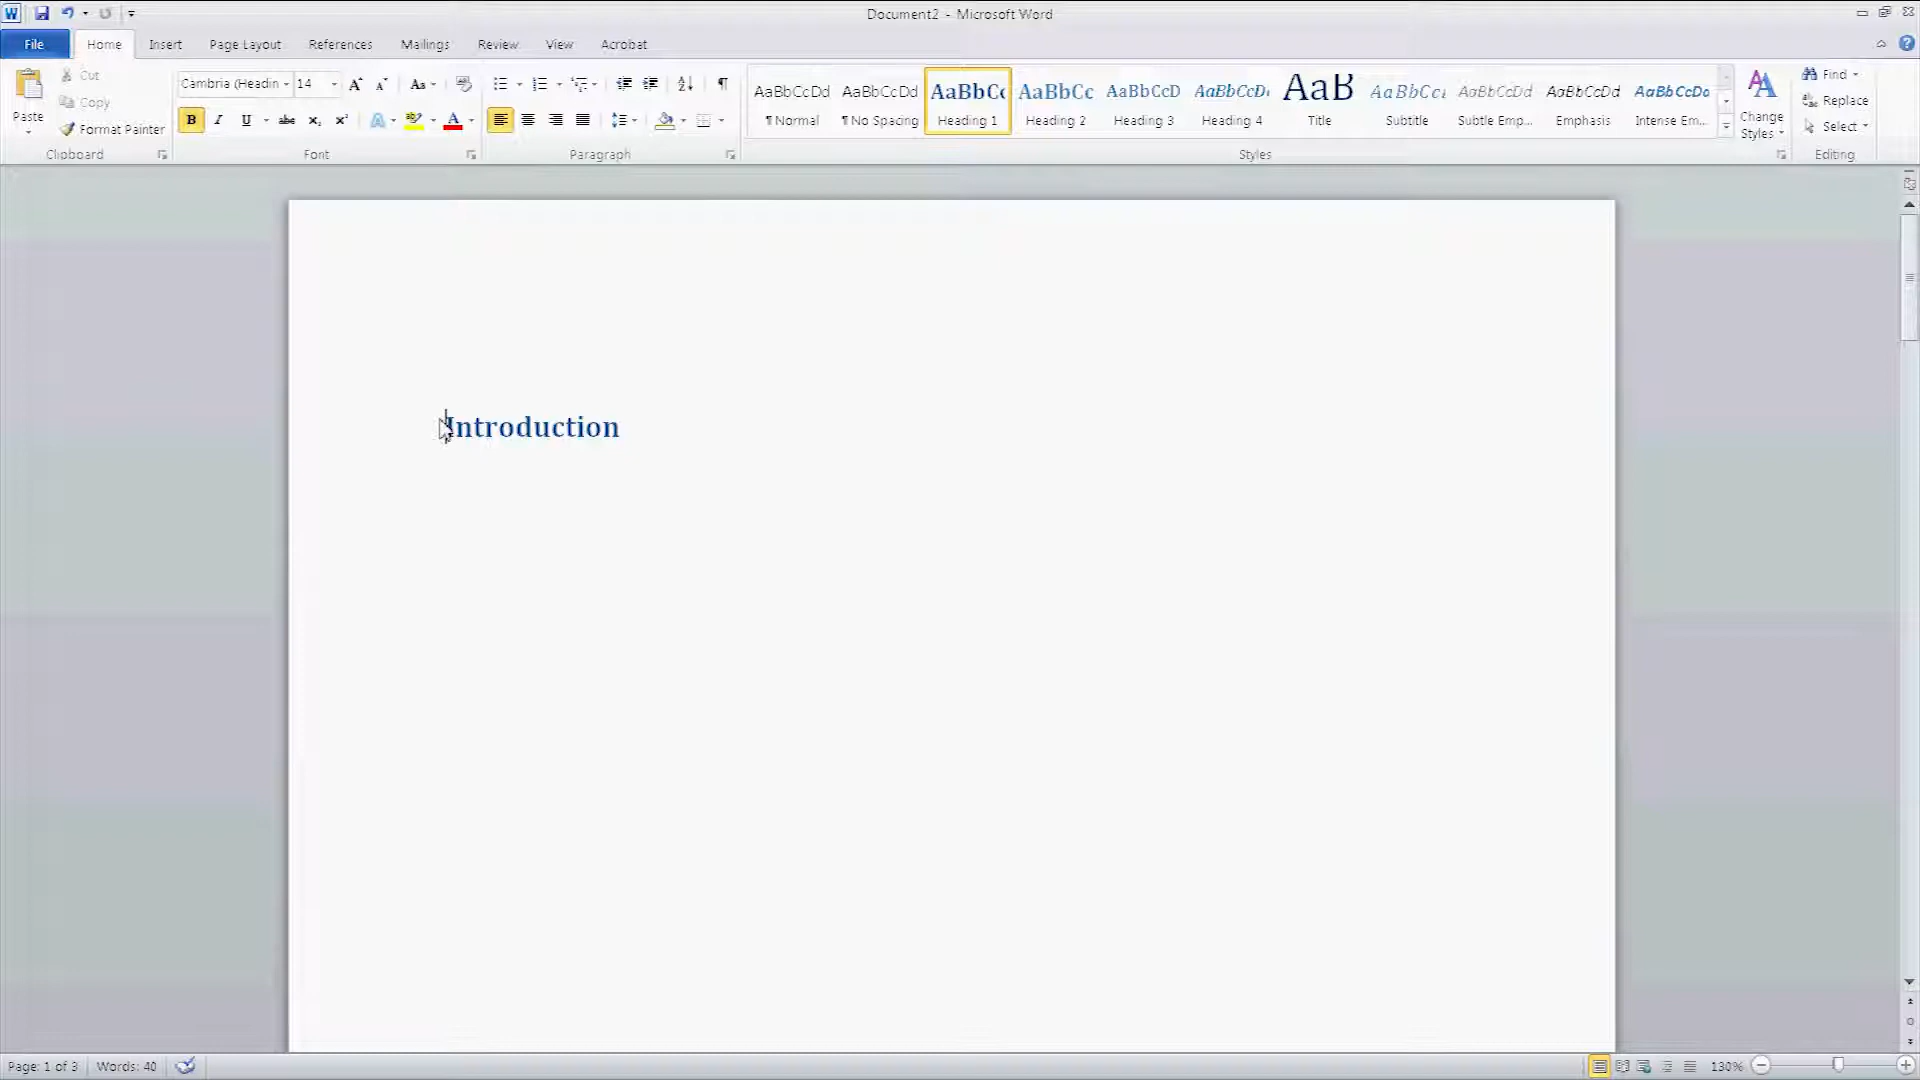 Document2 - Microsoft Word
File Home Insert Page Layout References Mailings Review View Acrobat
Cut
Copy
Format Painter
Paste
Clipboard
Cambria (Headin 14
Font
Paragraph
AaBbCcDd AaBbCcDd AaBbCc AaBbCc AaBbCcD AaBbCcDı AaB AaBbCcı AaBbCcDd AaBbCcDd AaBbCcDd
¶ Normal ¶ No Spacing Heading 1 Heading 2 Heading 3 Heading 4 Title Subtitle Subtle Emp... Emphasis Intense Em...
Styles
Change
Styles
Find
Replace
Select
Editing
Introduction
Page: 1 of 3 Words: 40 130%